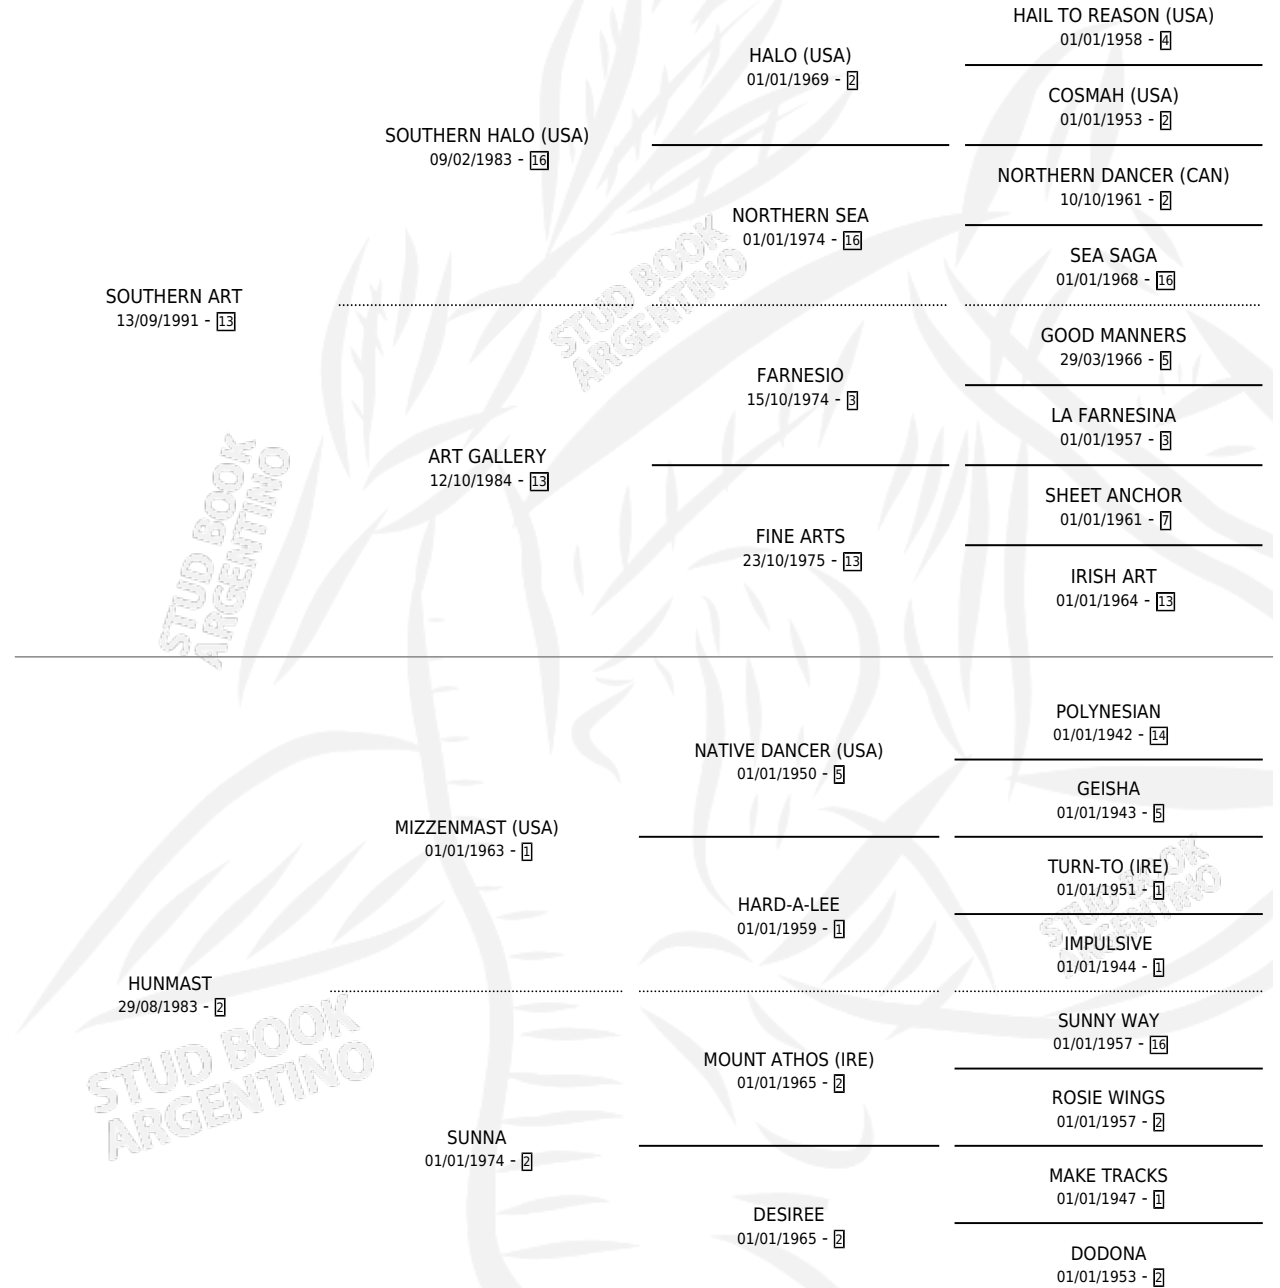 HAIL TO REASON (USA)
01/01/1958 - 4
HALO (USA)
01/01/1969 - 2
COSMAH (USA)
01/01/1953 - 2
SOUTHERN HALO (USA)
09/02/1983 - 16
NORTHERN DANCER (CAN)
10/10/1961 - 2
NORTHERN SEA
01/01/1974 - 16
SEA SAGA
01/01/1968 - 16
SOUTHERN ART
13/09/1991 - 13
GOOD MANNERS
29/03/1966 - 5
FARNESIO
15/10/1974 - 3
LA FARNESINA
01/01/1957 - 3
ART GALLERY
12/10/1984 - 13
SHEET ANCHOR
01/01/1961 - 7
FINE ARTS
23/10/1975 - 13
IRISH ART
01/01/1964 - 13
STUD BOOK
ARGENTINO
STUD BOOK
ARGENTINO
POLYNESIAN
01/01/1942 - 14
NATIVE DANCER (USA)
01/01/1950 - 5
GEISHA
01/01/1943 - 5
MIZZENMAST (USA)
01/01/1963 - 1
TURN-TO (IRE)
01/01/1951 - 1
HARD-A-LEE
01/01/1959 - 1
IMPULSIVE
01/01/1944 - 1
STUD BOOK
ARGENTINO
HUNMAST
29/08/1983 - 2
SUNNY WAY
01/01/1957 - 16
MOUNT ATHOS (IRE)
01/01/1965 - 2
ROSIE WINGS
01/01/1957 - 2
STUD BOOK
ARGENTINO
SUNNA
01/01/1974 - 2
MAKE TRACKS
01/01/1947 - 1
DESIREE
01/01/1965 - 2
DODONA
01/01/1953 - 2